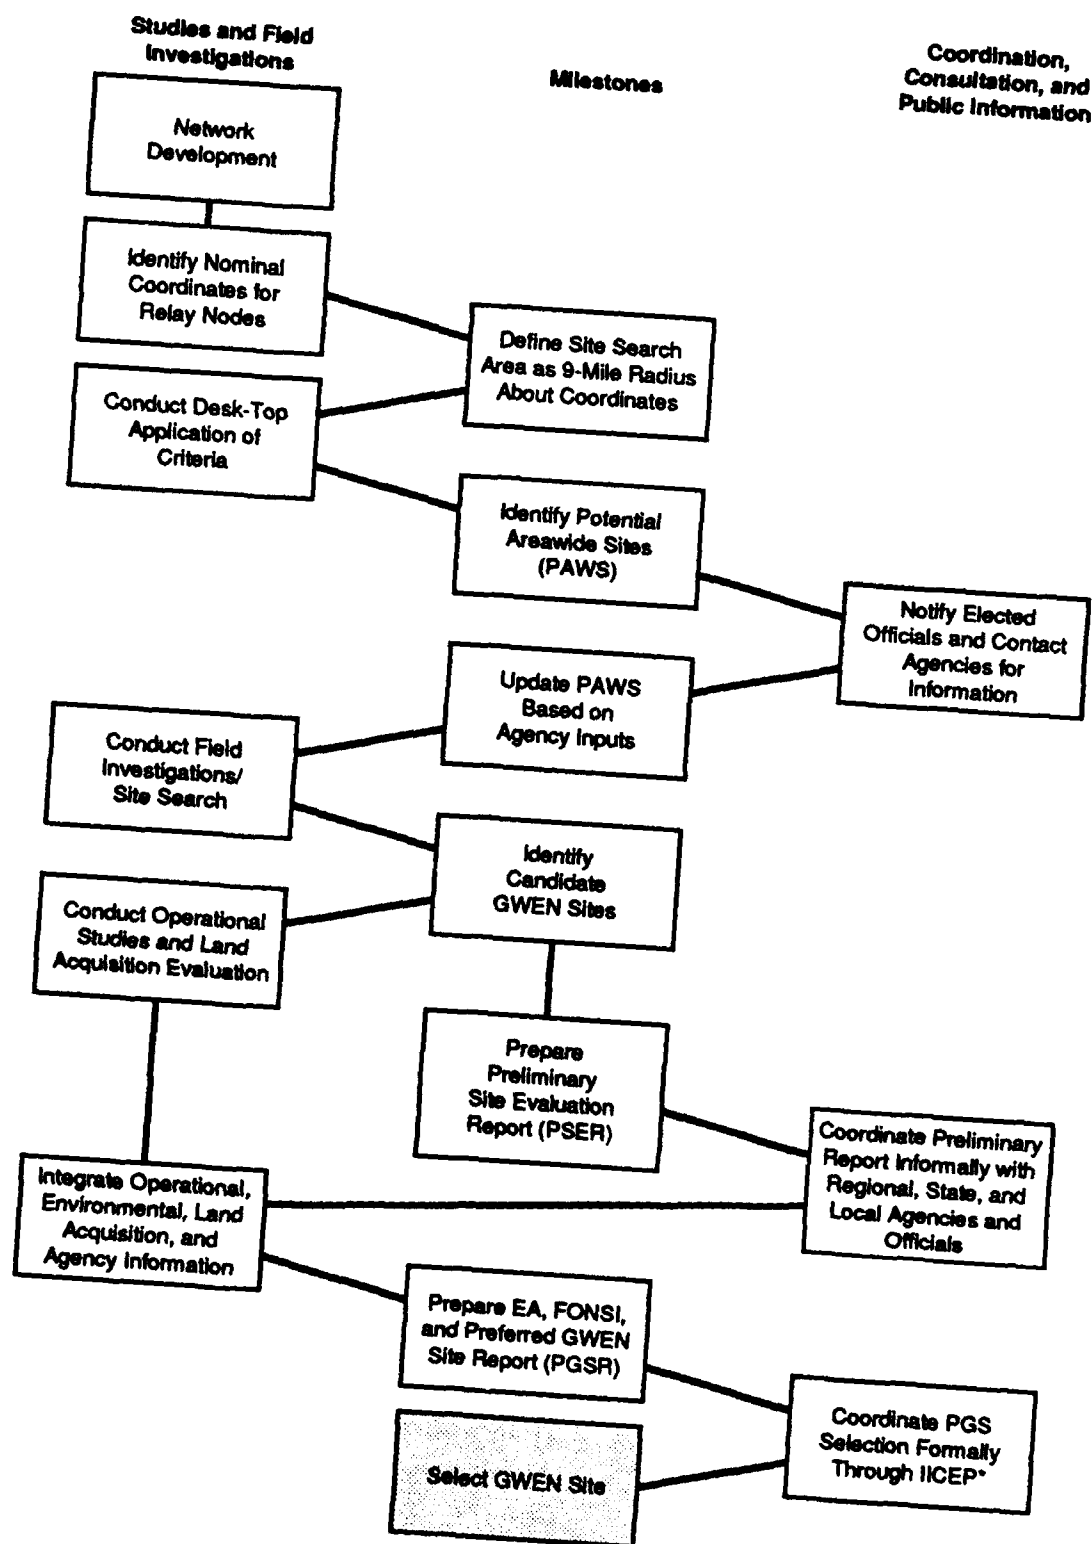 Studies and Field
Investigations
Milestones
Coordination,
Consultation, and
Public Information
Network
Development
Identify Nominal
Coordinates for
Relay Nodes
Define Site Search
Area as 9-Mile Radius
About Coordinates
Conduct Desk-Top
Application of
Criteria
Identify Potential
Areawide Sites
(PAWS)
Notify Elected
Officials and Contact
Agencies for
Information
Update PAWS
Based on
Agency Inputs
Conduct Field
Investigations/
Site Search
Identify
Candidate
GWEN Sites
Conduct Operational
Studies and Land
Acquisition Evaluation
Prepare
Preliminary
Site Evaluation
Report (PSER)
Coordinate Preliminary
Report Informally with
Regional, State, and
Local Agencies and
Officials
Integrate Operational,
Environmental, Land
Acquisition, and
Agency Information
Prepare EA, FONSI,
and Preferred GWEN
Site Report (PGSR)
Coordinate PGS
Selection Formally
Through IICEP*
Select GWEN Site